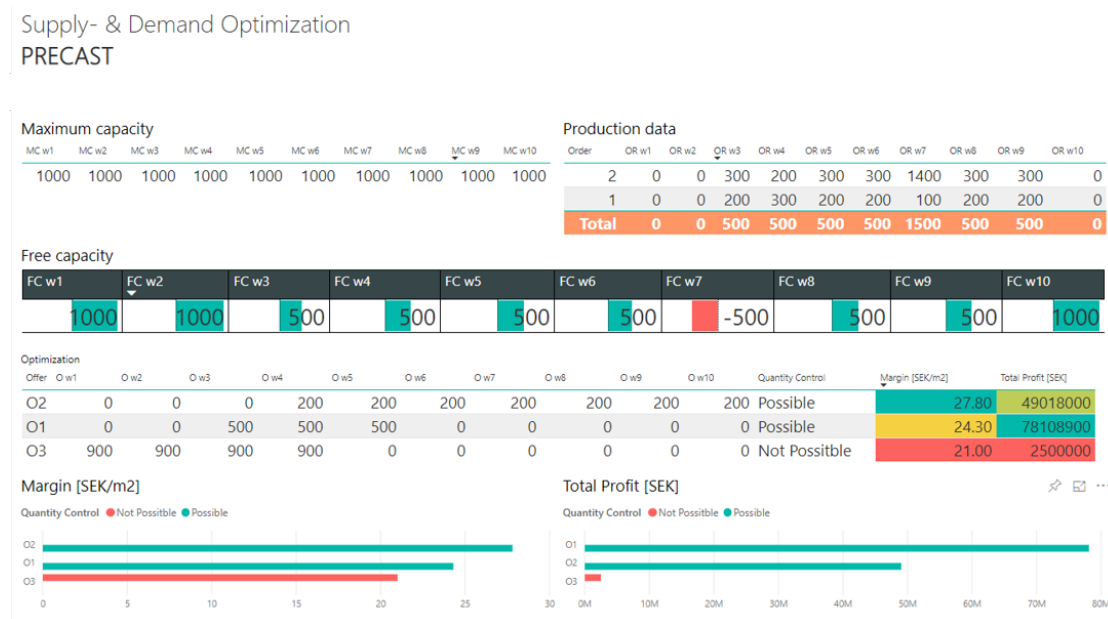 Supply- & Demand Optimization
PRECAST
Maximum capacity
MC w1 MC w2 MC w3 MC w4 MC w5 MC w6 MC w7 MC w8 MC w9 MC w10
1000 1000 1000 1000 1000 1000 1000 1000 1000 1000
Production data
Order OR w1 OR w2 OR w3 OR w4 OR w5 OR w6 OR w7 OR w8 OR w9 OR w10
2 0 0 300 200 300 300 1400 300 300 0
1 0 0 200 300 200 200 100 200 200 0
Total 0 0 500 500 500 500 1500 500 500 0
Free capacity
FC w1 FC w2 FC w3 FC w4 FC w5 FC w6 FC w7 FC w8 FC w9 FC w10
1000 1000 500 500 500 500 -500 500 500 1000
Optimization
Offer O w1 O w2 O w3 O w4 O w5 O w6 O w7 O w8 O w9 O w10 Quantity Control Margin [SEK/m2] Total Profit [SEK]
O2 0 0 0 200 200 200 200 200 200 200 Possible 27.80 49018000
O1 0 0 500 500 500 0 0 0 0 0 Possible 24.30 78108900
O3 900 900 900 900 0 0 0 0 0 0 Not Possitble 21.00 2500000
Margin [SEK/m2]
Quantity Control Not Possitble Possible
O2
O1
O3
0 5 10 15 20 25 30
Total Profit [SEK]
Quantity Control Not Possitble Possible
O1
O2
O3
0M 10M 20M 30M 40M 50M 60M 70M 80M